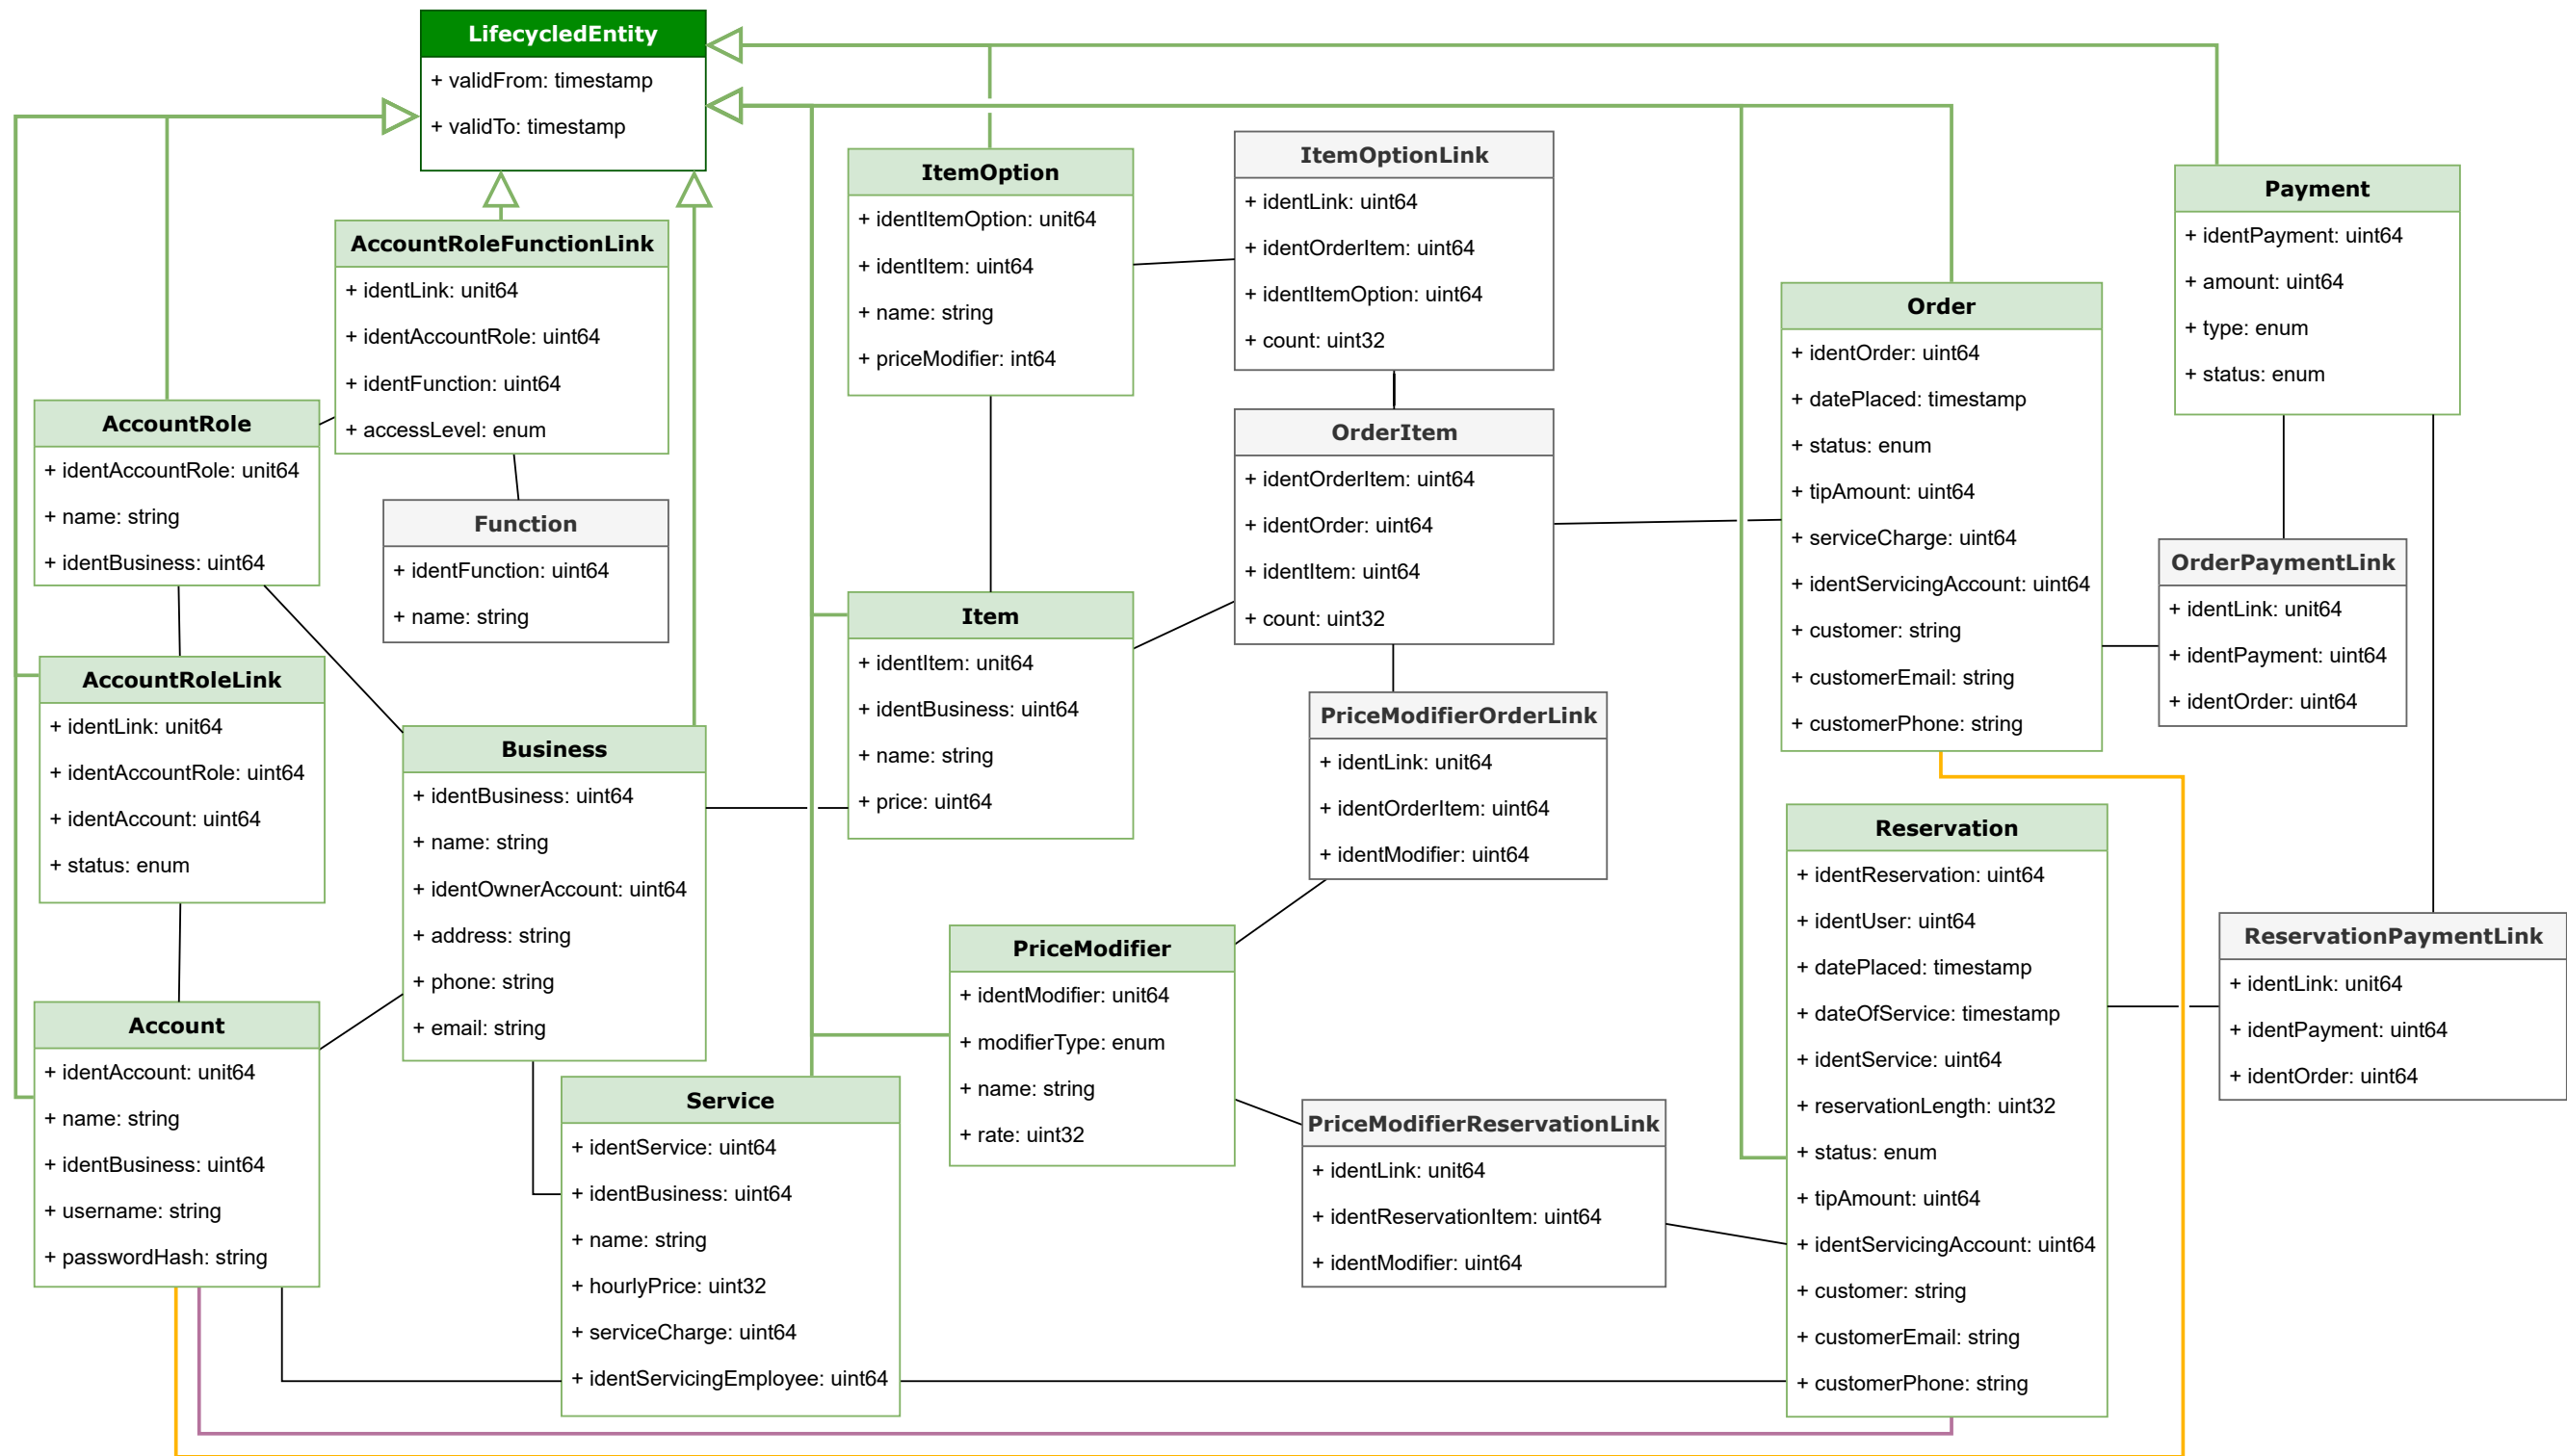 LifecycledEntity
+ validFrom: timestamp
+ validTo: timestamp
AccountRoleFunctionLink
+ identLink: unit64
+ identAccountRole: uint64
+ identFunction: uint64
+ accessLevel: enum
AccountRole
+ identAccountRole: unit64
+ name: string
+ identBusiness: uint64
Function
+ identFunction: uint64
+ name: string
AccountRoleLink
+ identLink: unit64
+ identAccountRole: uint64
+ identAccount: uint64
+ status: enum
Business
+ identBusiness: uint64
+ name: string
+ identOwnerAccount: uint64
+ address: string
+ phone: string
+ email: string
Account
+ identAccount: unit64
+ name: string
+ identBusiness: uint64
+ username: string
+ passwordHash: string
Service
+ identService: uint64
+ identBusiness: uint64
+ name: string
+ hourlyPrice: uint32
+ serviceCharge: uint64
+ identServicingEmployee: uint64
ItemOption
+ identItemOption: unit64
+ identItem: uint64
+ name: string
+ priceModifier: int64
Item
+ identItem: unit64
+ identBusiness: uint64
+ name: string
+ price: uint64
PriceModifier
+ identModifier: unit64
+ modifierType: enum
+ name: string
+ rate: uint32
ItemOptionLink
+ identLink: uint64
+ identOrderItem: uint64
+ identItemOption: uint64
+ count: uint32
OrderItem
+ identOrderItem: uint64
+ identOrder: uint64
+ identItem: uint64
+ count: uint32
PriceModifierOrderLink
+ identLink: unit64
+ identOrderItem: uint64
+ identModifier: uint64
PriceModifierReservationLink
+ identLink: unit64
+ identReservationItem: uint64
+ identModifier: uint64
Order
+ identOrder: uint64
+ datePlaced: timestamp
+ status: enum
+ tipAmount: uint64
+ serviceCharge: uint64
+ identServicingAccount: uint64
+ customer: string
+ customerEmail: string
+ customerPhone: string
Reservation
+ identReservation: uint64
+ identUser: uint64
+ datePlaced: timestamp
+ dateOfService: timestamp
+ identService: uint64
+ reservationLength: uint32
+ status: enum
+ tipAmount: uint64
+ identServicingAccount: uint64
+ customer: string
+ customerEmail: string
+ customerPhone: string
Payment
+ identPayment: uint64
+ amount: uint64
+ type: enum
+ status: enum
OrderPaymentLink
+ identLink: unit64
+ identPayment: uint64
+ identOrder: uint64
ReservationPaymentLink
+ identLink: unit64
+ identPayment: uint64
+ identOrder: uint64